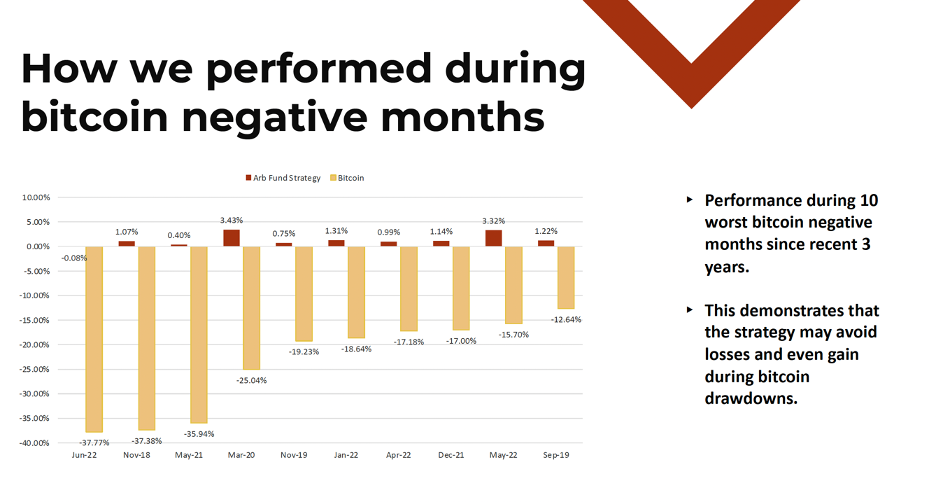 How we performed during
bitcoin negative months
Arb Fund Strategy Bitcoin
10.00%
5.00%
0.00%
-5.00%
-10.00%
-15.00%
-20.00%
-25.00%
-30.00%
-35.00%
-40.00%
-0.08% 1.07% 0.40% 3.43% 0.75% 1.31% 0.99% 1.14% 3.32% 1.22%
-37.77% -37.38% -35.94% -25.04% -19.23% -18.64% -17.18% -17.00% -15.70% -12.64%
Jun-22 Nov-18 May-21 Mar-20 Nov-19 Jan-22 Apr-22 Dec-21 May-22 Sep-19
‣ Performance during 10
worst bitcoin negative
months since recent 3
years.
‣ This demonstrates that
the strategy may avoid
losses and even gain
during bitcoin
drawdowns.